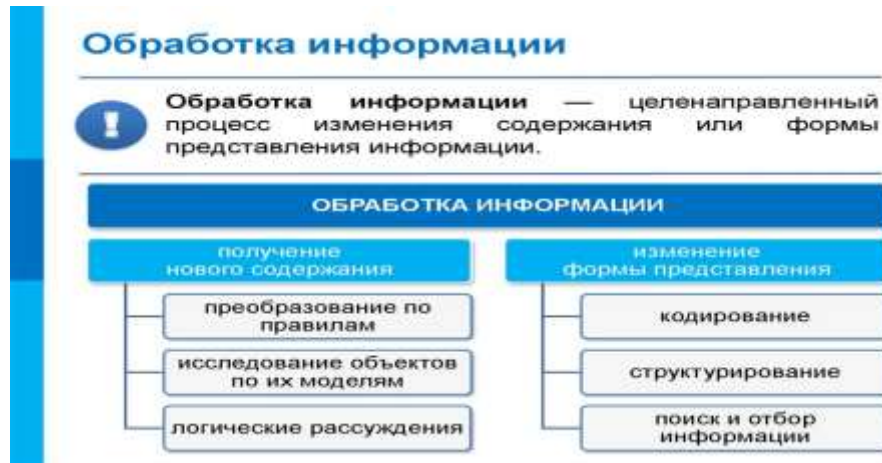 Обработка информации
Обработка информации — целенаправленный
процесс изменения содержания или формы
представления информации.
ОБРАБОТКА ИНФОРМАЦИИ
получение
нового содержания
преобразование по
правилам
исследование объектов
по их моделям
логические рассуждения
изменение
формы представления
кодирование
структурирование
поиск и отбор
информации